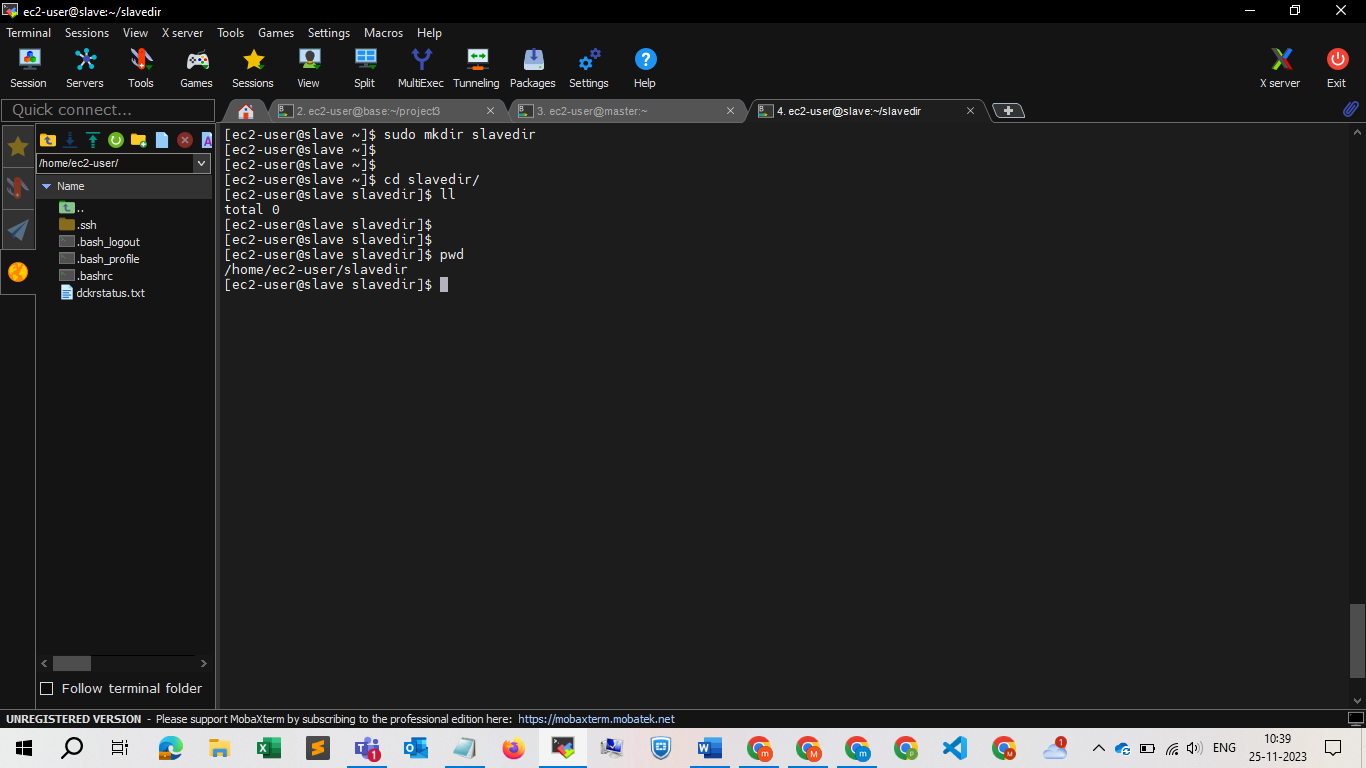 ec2-user@slave:~/slavedir
Terminal Sessions View X server Tools Games Settings Macros Help
Session Servers Tools Games Sessions View Split MultiExec Tunneling Packages Settings Help X server Exit
Quick connect...
2. ec2-user@base:~/project3
3. ec2-user@master:~
4. ec2-user@slave:~/slavedir
/home/ec2-user/
Name
..
.ssh
.bash_logout
.bash_profile
.bashrc
dckrstatus.txt
Follow terminal folder
[ec2-user@slave ~]$ sudo mkdir slavedir
[ec2-user@slave ~]$
[ec2-user@slave ~]$
[ec2-user@slave ~]$ cd slavedir/
[ec2-user@slave slavedir]$ ll
total 0
[ec2-user@slave slavedir]$
[ec2-user@slave slavedir]$
[ec2-user@slave slavedir]$ pwd
/home/ec2-user/slavedir
[ec2-user@slave slavedir]$
UNREGISTERED VERSION - Please support MobaXterm by subscribing to the professional edition here: https://mobaxterm.mobatek.net
ENG
10:39
25-11-2023